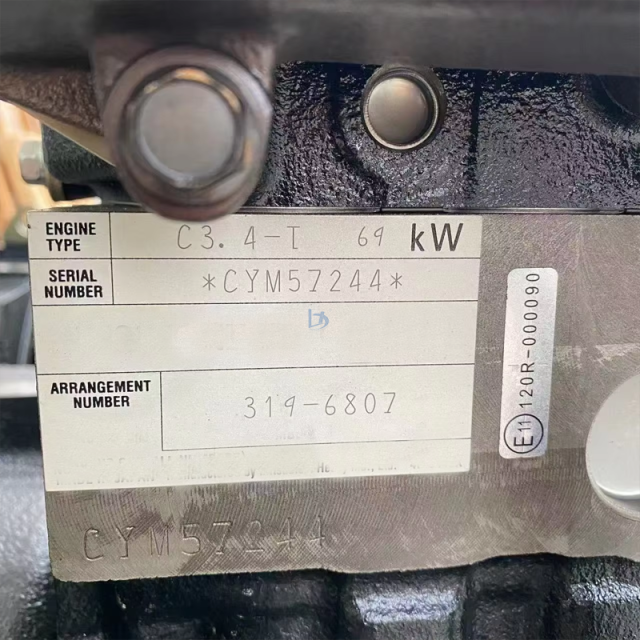 ENGINE TYPE C3.4-T 69 kW
SERIAL NUMBER *CYM57244*
ARRANGEMENT NUMBER 319-6807
CYM57244
E11 120R-000090